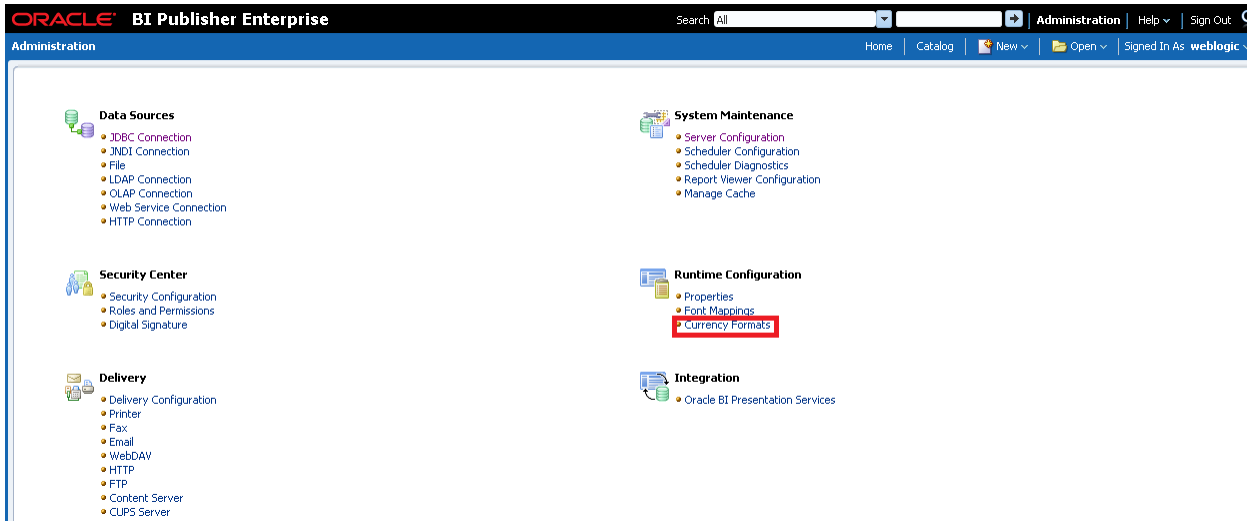 ORACLE BI Publisher Enterprise Search All Administration Help Sign Out
Administration Home Catalog New Open Signed In As weblogic
Data Sources
JDBC Connection
JNDI Connection
File
LDAP Connection
OLAP Connection
Web Service Connection
HTTP Connection
System Maintenance
Server Configuration
Scheduler Configuration
Scheduler Diagnostics
Report Viewer Configuration
Manage Cache
Security Center
Security Configuration
Roles and Permissions
Digital Signature
Runtime Configuration
Properties
Font Mappings
Currency Formats
Delivery
Delivery Configuration
Printer
Fax
Email
WebDAV
HTTP
FTP
Content Server
CUPS Server
Integration
Oracle BI Presentation Services